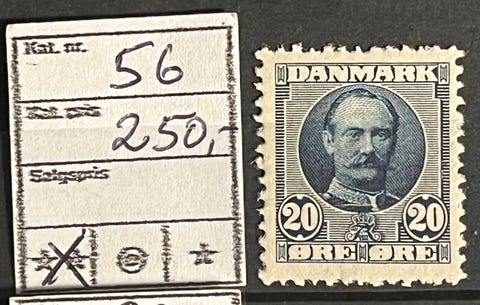 Kat. nr.
56
Kat. pris
250,-
Salgspris
DANMARK
20 20
ØRE ØRE